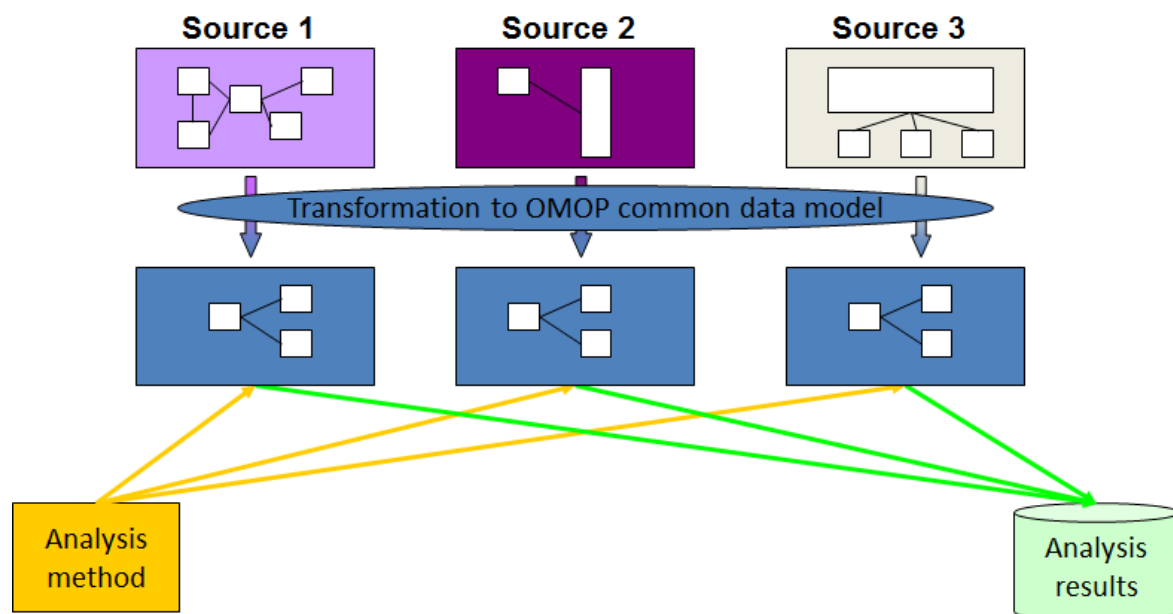 Source 1
Source 2
Source 3
Transformation to OMOP common data model
Analysis
method
Analysis
results